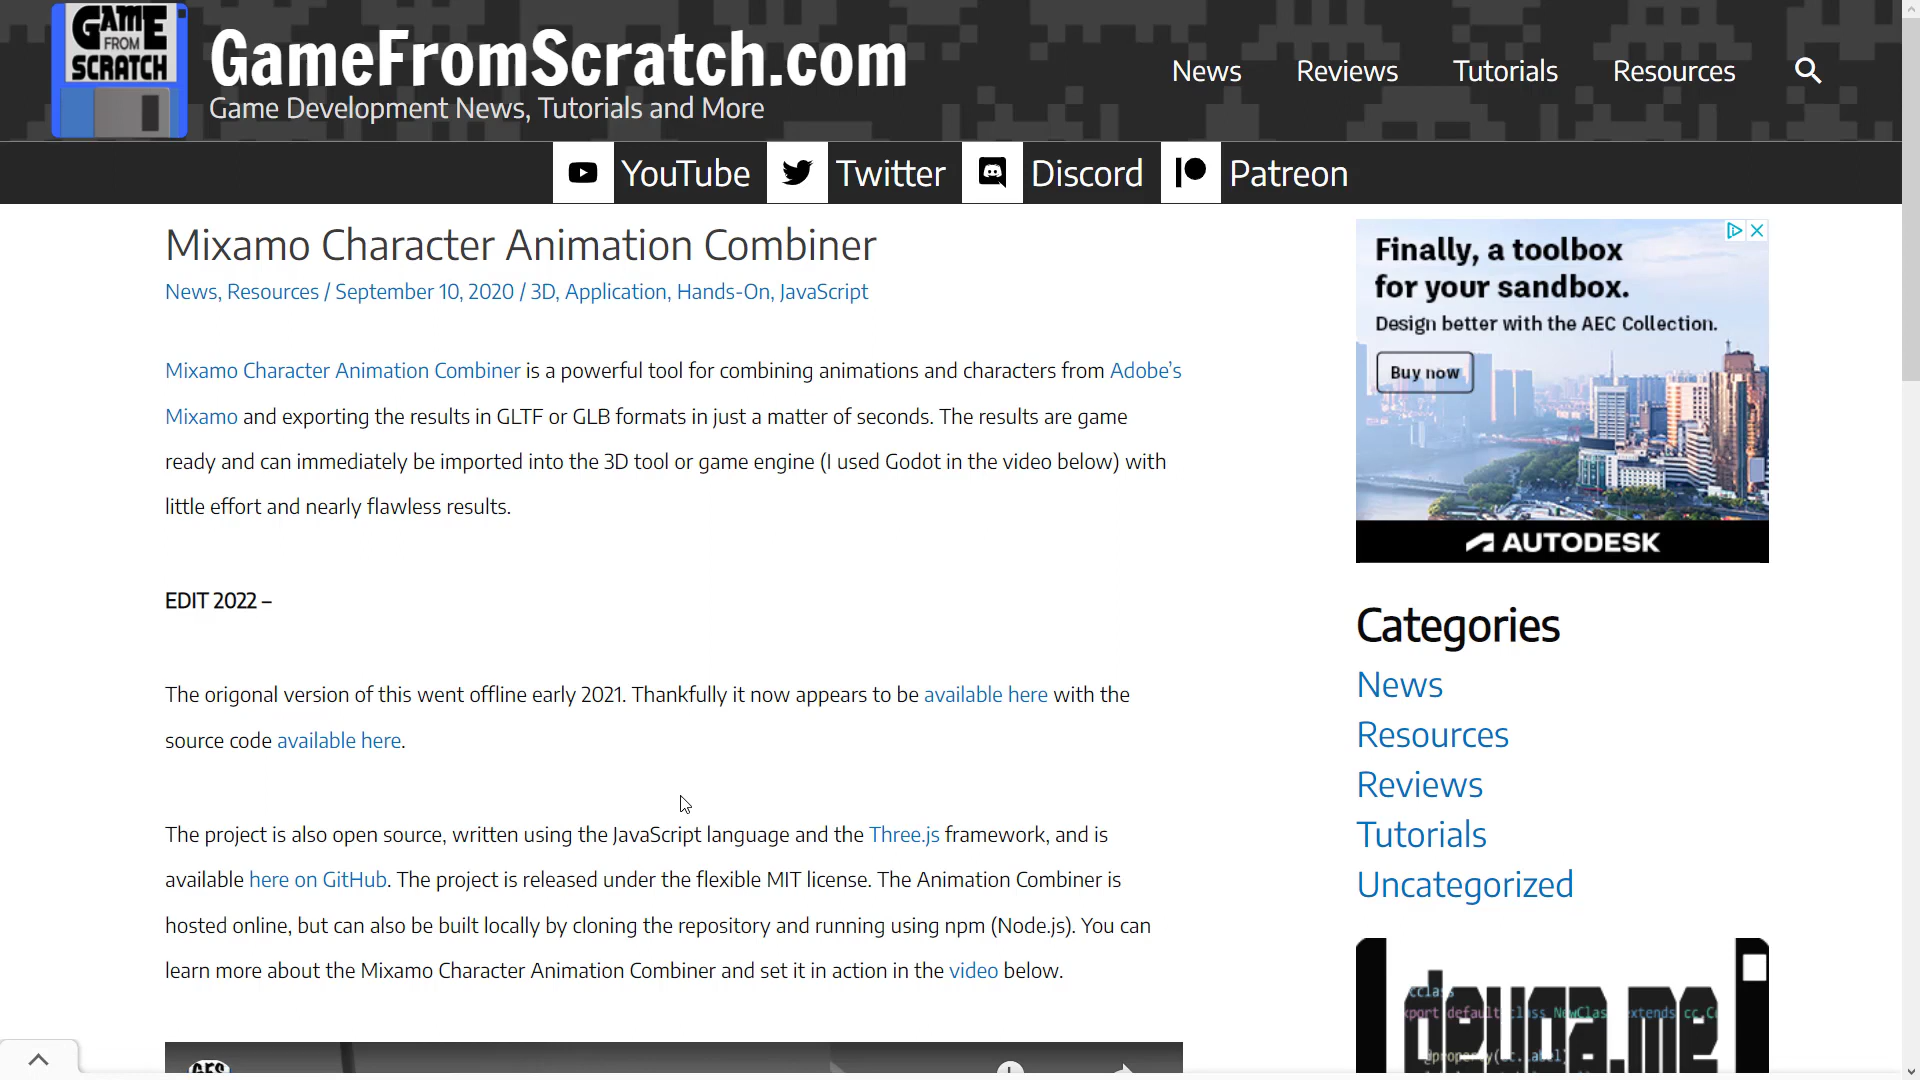 GAME
FROM
SCRATCH
GameFromScratch.com
Game Development News, Tutorials and More
News Reviews Tutorials Resources
YouTube Twitter Discord Patreon
Mixamo Character Animation Combiner
News, Resources / September 10, 2020 / 3D, Application, Hands-On, JavaScript
Mixamo Character Animation Combiner is a powerful tool for combining animations and characters from Adobe’s
Mixamo and exporting the results in GLTF or GLB formats in just a matter of seconds. The results are game
ready and can immediately be imported into the 3D tool or game engine (I used Godot in the video below) with
little effort and nearly flawless results.
EDIT 2022 –
The origonal version of this went offline early 2021. Thankfully it now appears to be available here with the
source code available here.
The project is also open source, written using the JavaScript language and the Three.js framework, and is
available here on GitHub. The project is released under the flexible MIT license. The Animation Combiner is
hosted online, but can also be built locally by cloning the repository and running using npm (Node.js). You can
learn more about the Mixamo Character Animation Combiner and set it in action in the video below.
GFS
Finally, a toolbox
for your sandbox.
Design better with the AEC Collection.
Buy now
AUTODESK
Categories
News
Resources
Reviews
Tutorials
Uncategorized
devga.me